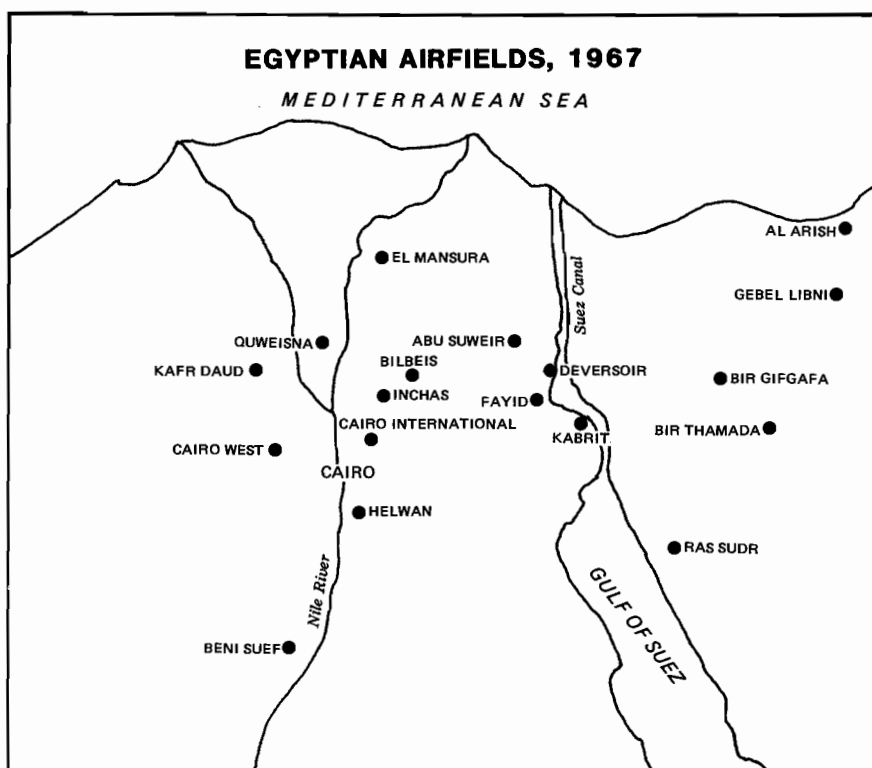 EGYPTIAN AIRFIELDS, 1967
MEDITERRANEAN SEA
AL ARISH
EL MANSURA
Suez Canal
GEBEL LIBNI
QUWEISNA
ABU SUWEIR
BILBEIS
KAFR DAUD
DEVERSOIR
BIR GIFGAFA
INCHAS
FAYID
CAIRO INTERNATIONAL
KABRIT
BIR THAMADA
CAIRO WEST
CAIRO
HELWAN
RAS SUDR
Nile River
GULF OF SUEZ
BENI SUEF